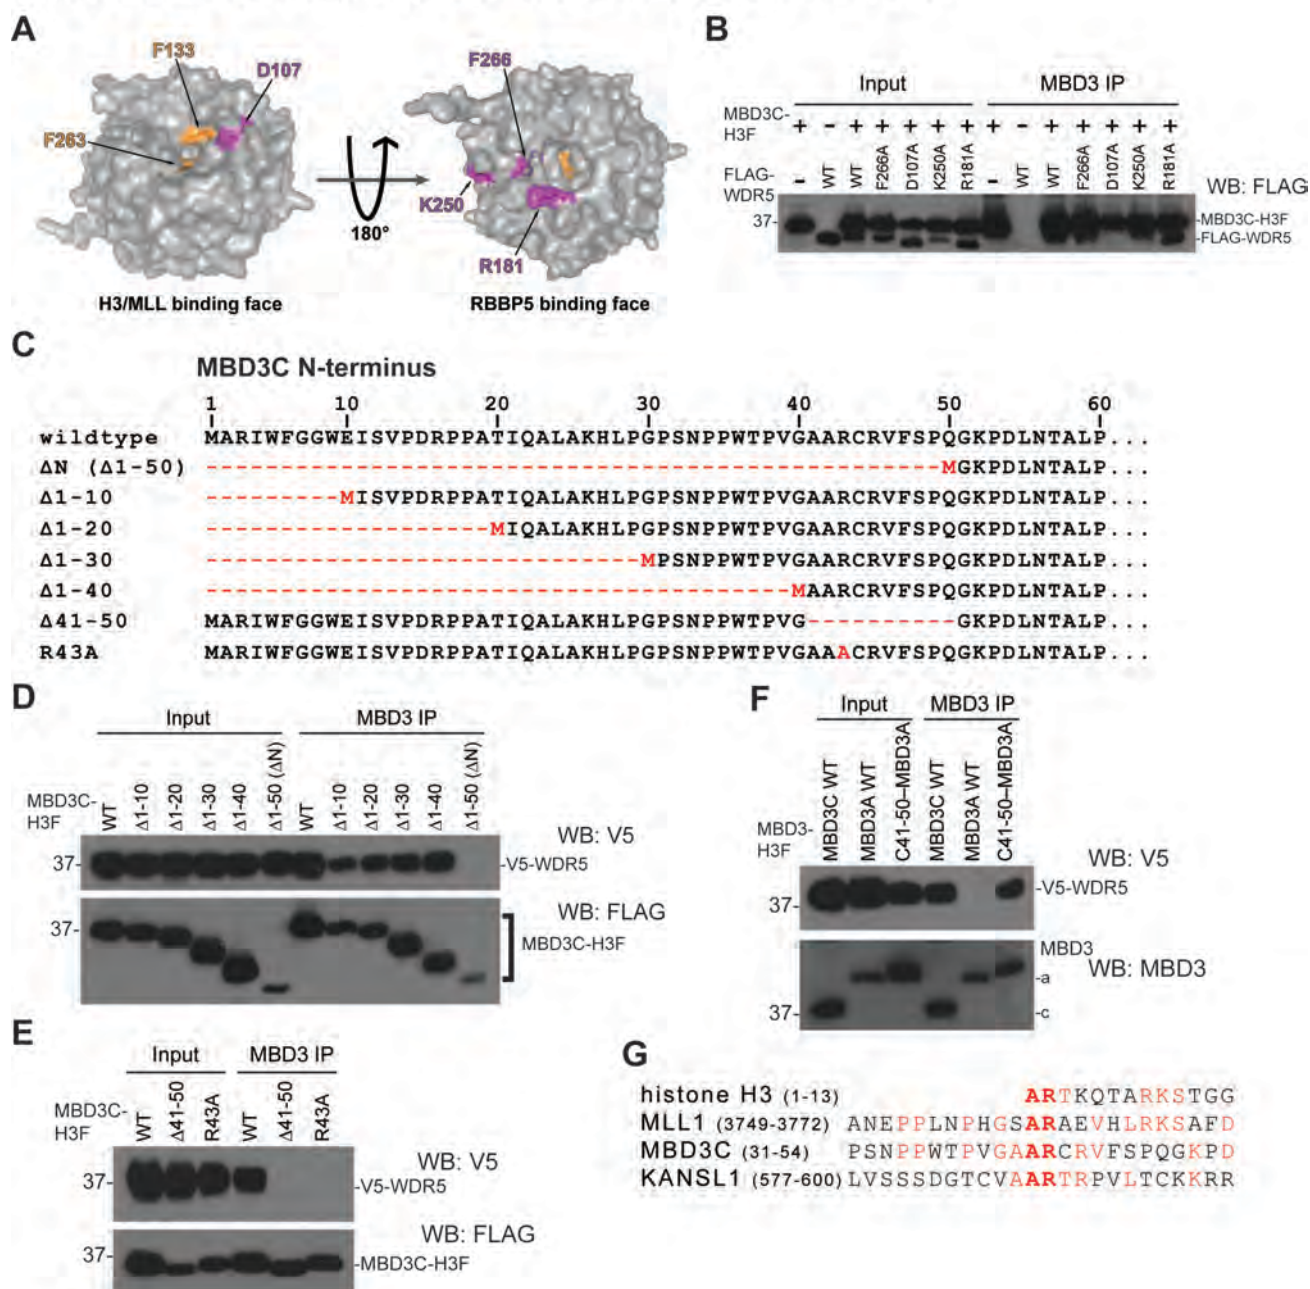 A
F133
D107
F263
F266
K250
R181
180°
H3/MLL binding face
RBBP5 binding face
B
Input
MBD3 IP
MBD3C-
H3F
+ - + + + + + + - + + + + +
FLAG-
WDR5
- WT WT F266A D107A K250A R181A - WT WT F266A D107A K250A R181A
WB: FLAG
37-
-MBD3C-H3F
-FLAG-WDR5
C
MBD3C N-terminus
1 10 20 30 40 50 60
wildtype MARIWFGGWEISVPDRPPATIQALAKHLPGPSNPPWTPVGAARCRVFSPQGKPDLNTALP...
ΔN (Δ1-50) -------------------------------------------------MGKPDLNTALP...
Δ1-10 ---------MISVPDRPPATIQALAKHLPGPSNPPWTPVGAARCRVFSPQGKPDLNTALP...
Δ1-20 -------------------MIQALAKHLPGPSNPPWTPVGAARCRVFSPQGKPDLNTALP...
Δ1-30 -----------------------------MPSNPPWTPVGAARCRVFSPQGKPDLNTALP...
Δ1-40 ---------------------------------------MAARCRVFSPQGKPDLNTALP...
Δ41-50 MARIWFGGWEISVPDRPPATIQALAKHLPGPSNPPWTPVG----------GKPDLNTALP...
R43A MARIWFGGWEISVPDRPPATIQALAKHLPGPSNPPWTPVGAAACRVFSPQGKPDLNTALP...
D
Input
MBD3 IP
MBD3C-
H3F
WT Δ1-10 Δ1-20 Δ1-30 Δ1-40 Δ1-50 (ΔN) WT Δ1-10 Δ1-20 Δ1-30 Δ1-40 Δ1-50 (ΔN)
WB: V5
37-
-V5-WDR5
WB: FLAG
37-
MBD3C-H3F
E
Input
MBD3 IP
MBD3C-
H3F
WT Δ41-50 R43A WT Δ41-50 R43A
WB: V5
37-
-V5-WDR5
WB: FLAG
37-
-MBD3C-H3F
F
Input
MBD3 IP
MBD3-
H3F
MBD3C WT MBD3A WT C41-50–MBD3A MBD3C WT MBD3A WT C41-50–MBD3A
WB: V5
-V5-WDR5
37-
MBD3
WB: MBD3
-a
37-
-c
G
histone H3 (1-13) ARTKQTARKSTGG
MLL1 (3749-3772) ANEPPLNPHGSARAEVHLRKSAFD
MBD3C (31-54) PSNPPWTPVGAARCRVFSPQGKPD
KANSL1 (577-600) LVSSSDGTCVAARTRPVLTCKKRR